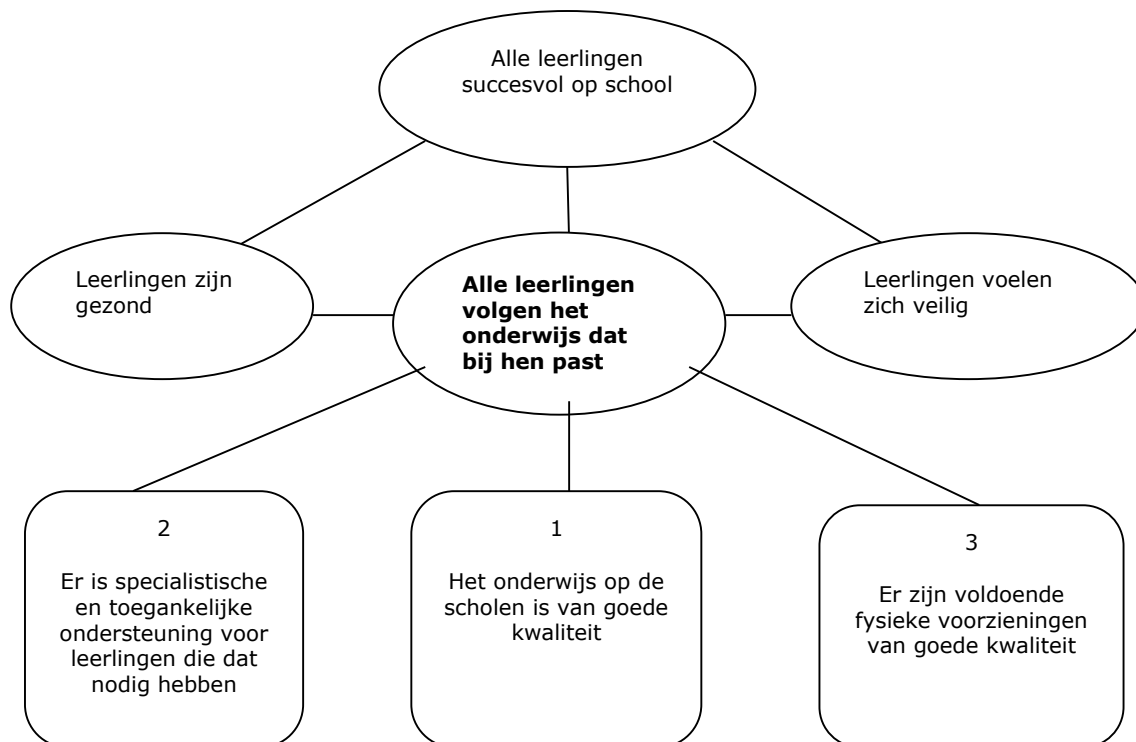 Alle leerlingen
succesvol op school
Leerlingen zijn
gezond
Alle leerlingen
volgen het
onderwijs dat
bij hen past
Leerlingen voelen
zich veilig
2
Er is specialistische
en toegankelijke
ondersteuning voor
leerlingen die dat
nodig hebben
1
Het onderwijs op de
scholen is van goede
kwaliteit
3
Er zijn voldoende
fysieke voorzieningen
van goede kwaliteit